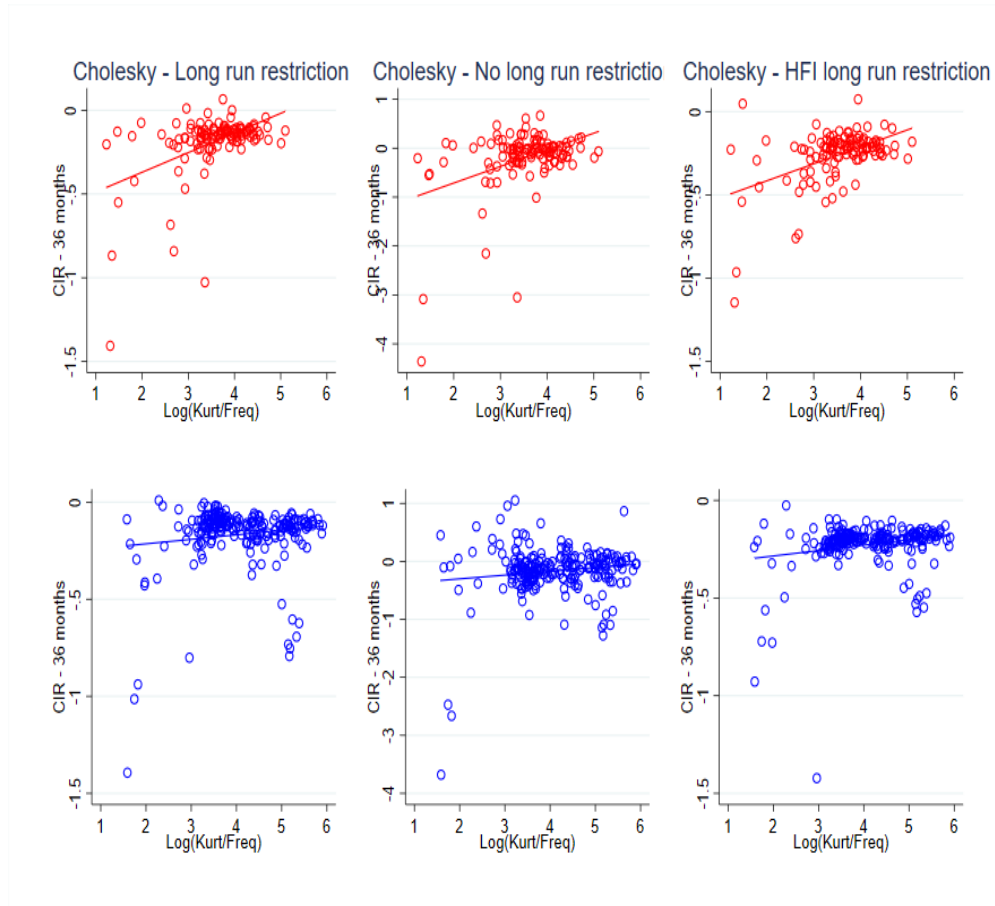 Cholesky - Long run restriction
Cholesky - No long run restrictio
Cholesky - HFI long run restriction
CIR - 36 months
0
-.5
-1
-1.5
1 2 3 4 5 6
Log(Kurt/Freq)
CIR - 36 months
1
0
-1
-2
-3
-4
1 2 3 4 5 6
Log(Kurt/Freq)
CIR - 36 months
0
-.5
-1
-1.5
1 2 3 4 5 6
Log(Kurt/Freq)
CIR - 36 months
0
-.5
-1
-1.5
1 2 3 4 5 6
Log(Kurt/Freq)
CIR - 36 months
1
0
-1
-2
-3
-4
1 2 3 4 5 6
Log(Kurt/Freq)
CIR - 36 months
0
-.5
-1
-1.5
1 2 3 4 5 6
Log(Kurt/Freq)